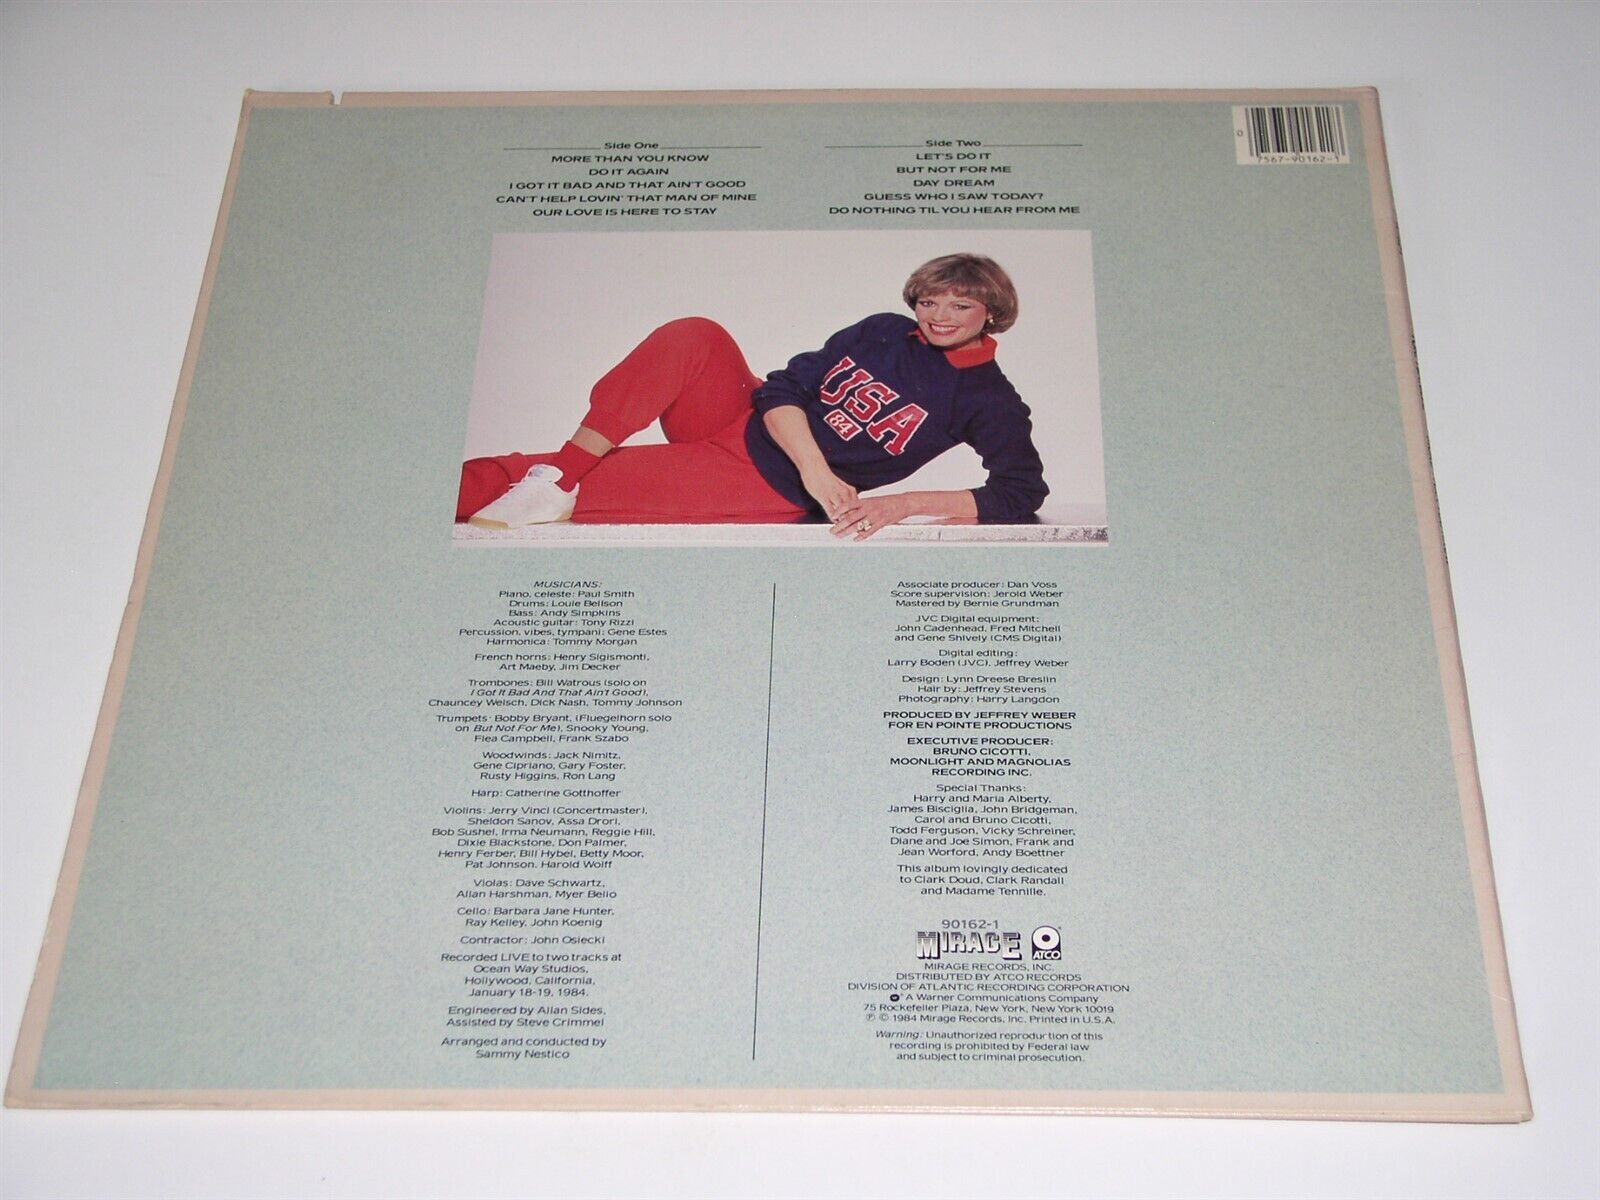 Side One
MORE THAN YOU KNOW
DO IT AGAIN
I GOT IT BAD AND THAT AIN'T GOOD
CAN'T HELP LOVIN' THAT MAN OF MINE
OUR LOVE IS HERE TO STAY
Side Two
LET'S DO IT
BUT NOT FOR ME
DAY DREAM
GUESS WHO I SAW TODAY?
DO NOTHING TIL YOU HEAR FROM ME
0
7567-90162-1
USA
84
MUSICIANS:
Piano, celeste: Paul Smith
Drums: Louie Bellson
Bass: Andy Simpkins
Acoustic guitar: Tony Rizzi
Percussion, vibes, tympani: Gene Estes
Harmonica: Tommy Morgan
French horns: Henry Sigismonti,
Art Maeby, Jim Decker
Trombones: Bill Watrous (solo on
I Got It Bad And That Ain't Good),
Chauncey Welsch, Dick Nash, Tommy Johnson
Trumpets: Bobby Bryant, (Fluegelhorn solo
on But Not For Me), Snooky Young,
Flea Campbell, Frank Szabo
Woodwinds: Jack Nimitz,
Gene Cipriano, Gary Foster,
Rusty Higgins, Ron Lang
Harp: Catherine Gotthoffer
Violins: Jerry Vinci (Concertmaster),
Sheldon Sanov, Assa Drori,
Bob Sushel, Irma Neumann, Reggie Hill,
Dixie Blackstone, Don Palmer,
Henry Ferber, Bill Hybel, Betty Moor,
Pat Johnson, Harold Wolff
Violas: Dave Schwartz,
Allan Harshman, Myer Bello
Cello: Barbara Jane Hunter,
Ray Kelley, John Koenig
Contractor: John Osiecki
Recorded LIVE to two tracks at
Ocean Way Studios,
Hollywood, California,
January 18-19, 1984.
Engineered by Allan Sides,
Assisted by Steve Crimmel
Arranged and conducted by
Sammy Nestico
Associate producer: Dan Voss
Score supervision: Jerold Weber
Mastered by Bernie Grundman
JVC Digital equipment:
John Cadenhead, Fred Mitchell
and Gene Shively (CMS Digital)
Digital editing:
Larry Boden (JVC), Jeffrey Weber
Design: Lynn Dreese Breslin
Hair by: Jeffrey Stevens
Photography: Harry Langdon
PRODUCED BY JEFFREY WEBER
FOR EN POINTE PRODUCTIONS
EXECUTIVE PRODUCER:
BRUNO CICOTTI,
MOONLIGHT AND MAGNOLIAS
RECORDING INC.
Special Thanks:
Harry and Maria Alberty,
James Bisciglia, John Bridgeman,
Carol and Bruno Cicotti,
Todd Ferguson, Vicky Schreiner,
Diane and Joe Simon, Frank and
Jean Worford, Andy Boettner
This album lovingly dedicated
to Clark Doud, Clark Randall
and Madame Tennille.
90162-1
MIRAGE
ATCO
MIRAGE RECORDS, INC.
DISTRIBUTED BY ATCO RECORDS
DIVISION OF ATLANTIC RECORDING CORPORATION
A Warner Communications Company
75 Rockefeller Plaza, New York, New York 10019
℗ © 1984 Mirage Records, Inc. Printed in U.S.A.
Warning: Unauthorized reproduction of this
recording is prohibited by Federal law
and subject to criminal prosecution.